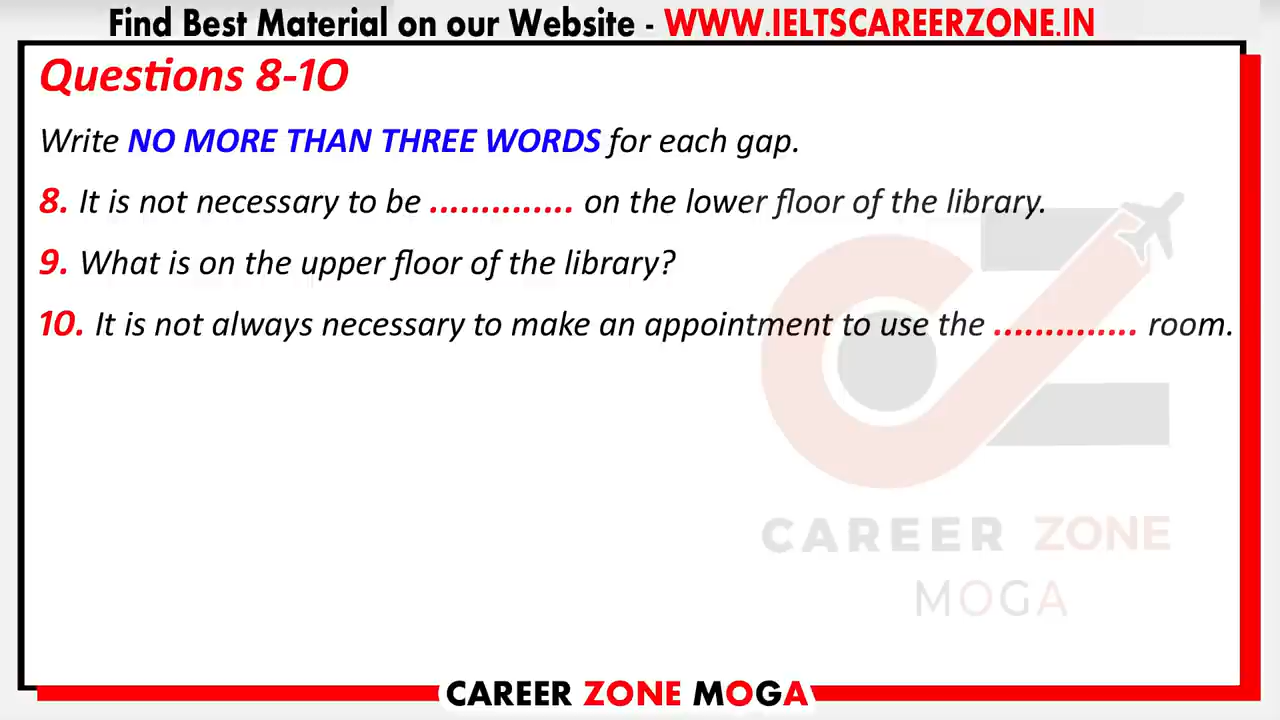 Find Best Material on our Website - WWW.IELTSCAREERZONE.IN
Questions 8-10
Write NO MORE THAN THREE WORDS for each gap.
8. It is not necessary to be .............. on the lower floor of the library.
9. What is on the upper floor of the library?
10. It is not always necessary to make an appointment to use the .............. room.
CAREER ZONE
MOGA
CAREER ZONE MOGA